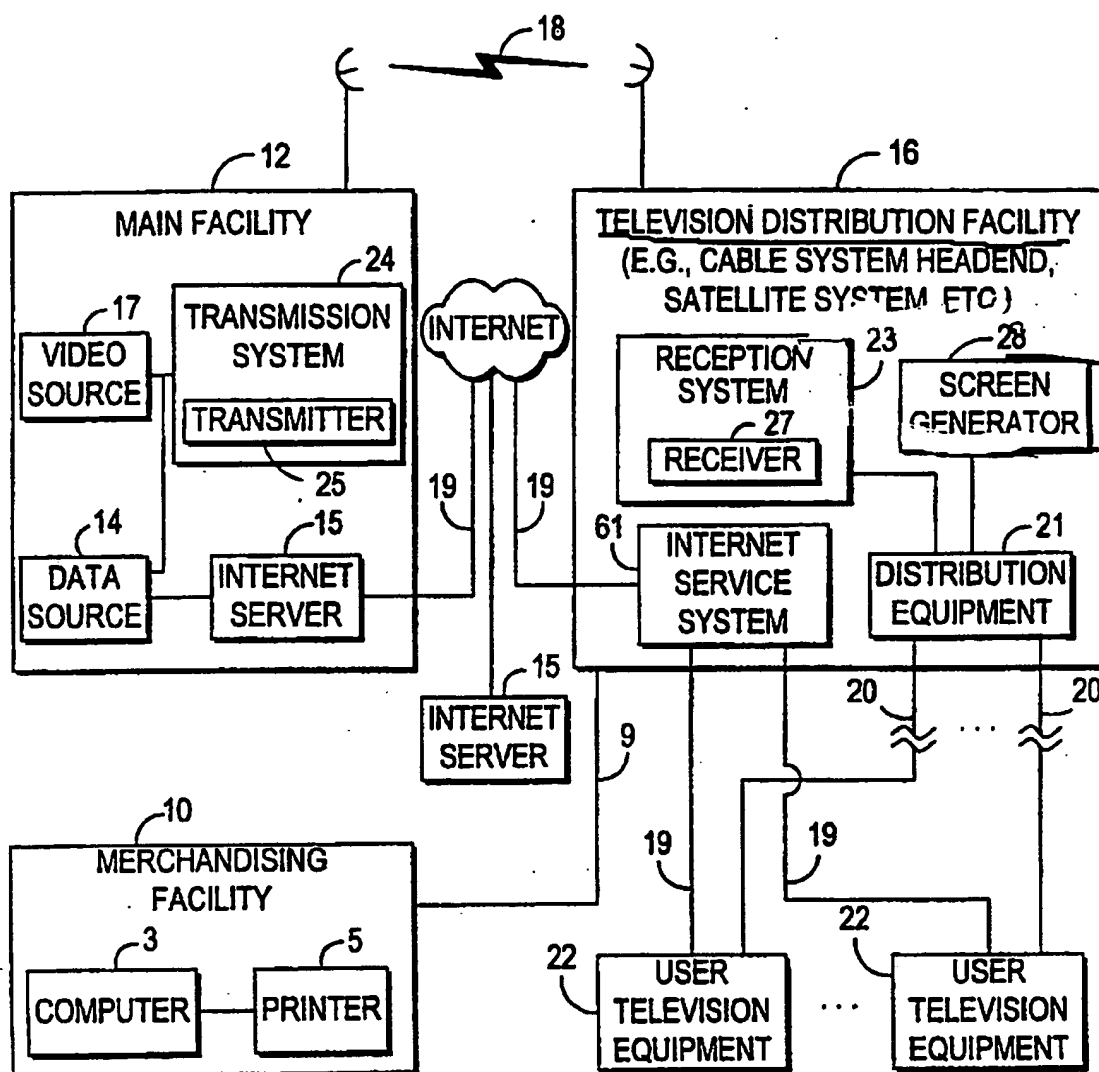 18
12
16
MAIN FACILITY
TELEVISION DISTRIBUTION FACILITY
(E.G., CABLE SYSTEM HEADEND,
SATELLITE SYSTEM ETC)
24
17
TRANSMISSION
SYSTEM
VIDEO
SOURCE
TRANSMITTER
25
INTERNET
RECEPTION
SYSTEM
23
27
RECEIVER
28
SCREEN
GENERATOR
19
19
14
DATA
SOURCE
15
INTERNET
SERVER
61
INTERNET
SERVICE
SYSTEM
21
DISTRIBUTION
EQUIPMENT
15
INTERNET
SERVER
9
20
...
20
10
MERCHANDISING
FACILITY
3
COMPUTER
5
PRINTER
19
19
22
USER
TELEVISION
EQUIPMENT
...
22
USER
TELEVISION
EQUIPMENT